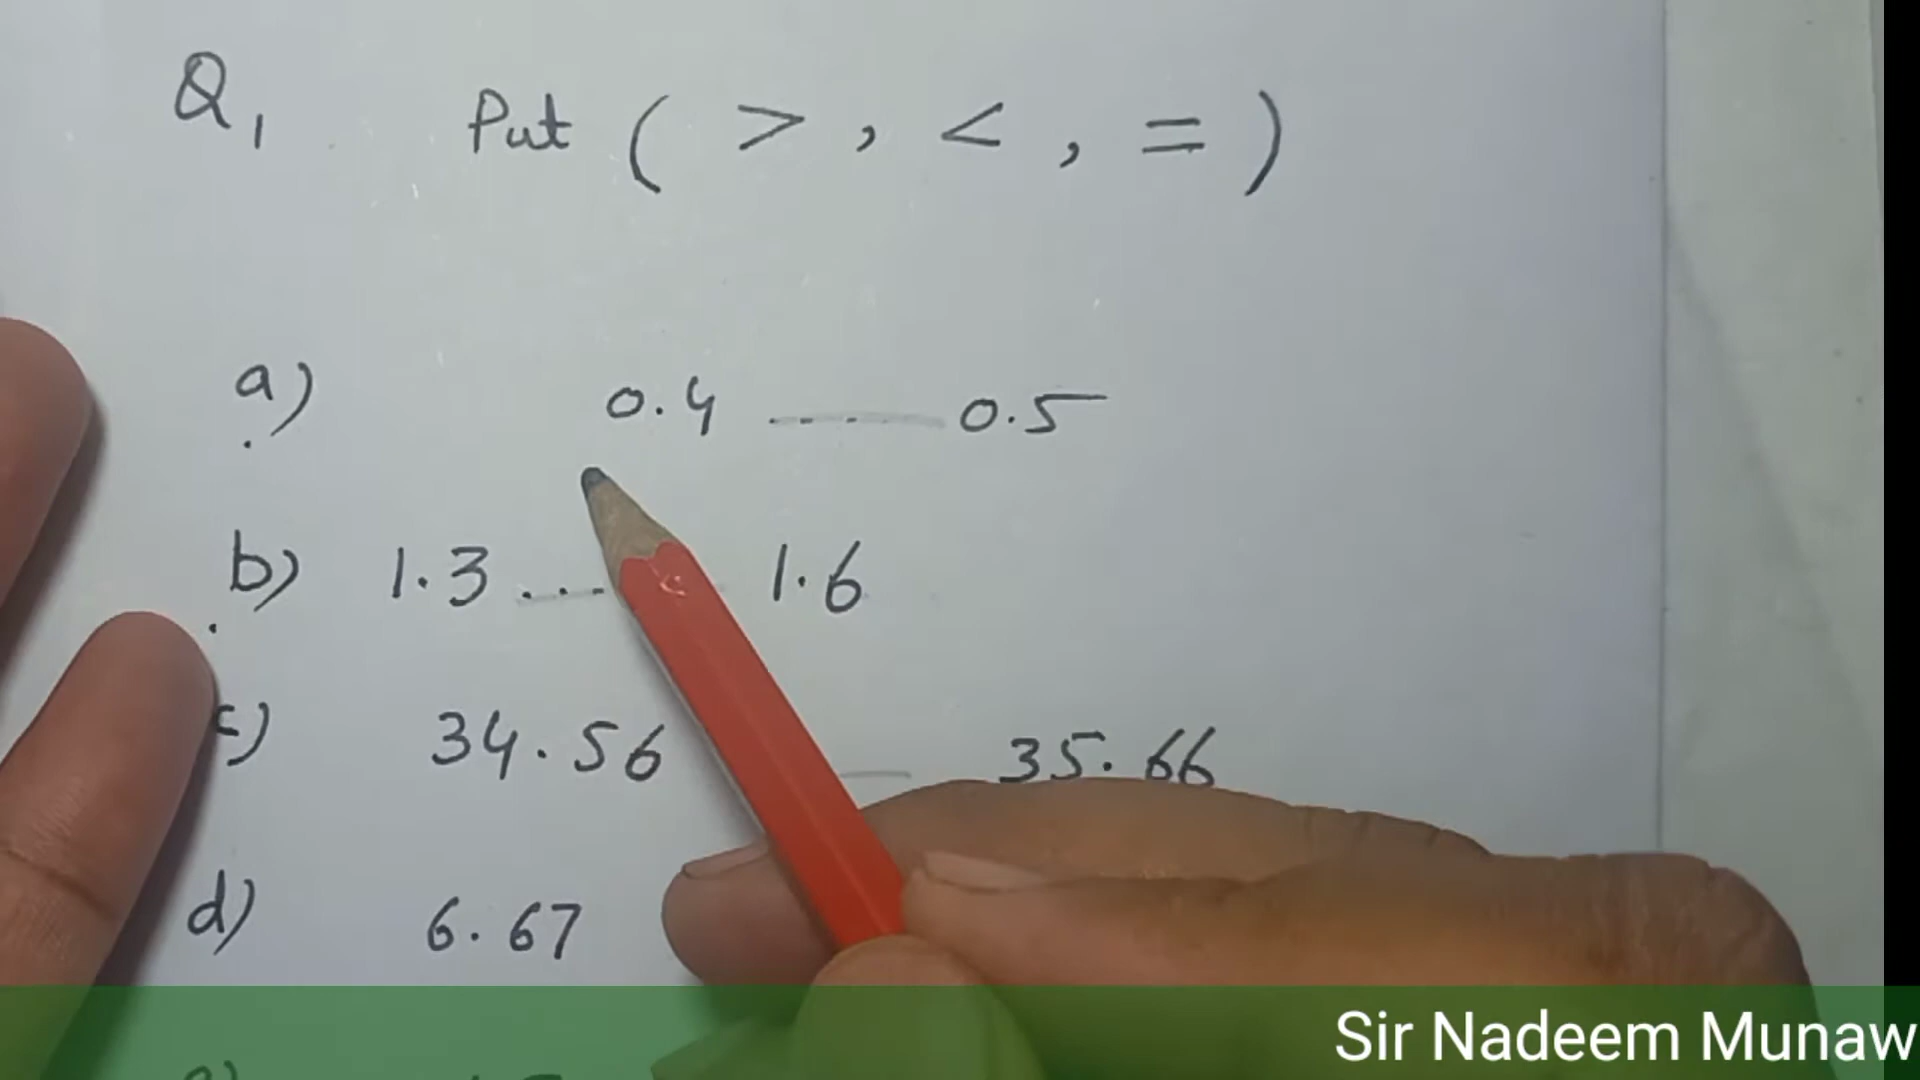 Q1 Put ( > , < , = )
a) 0.4 ....... 0.5
b) 1.3 .... 1.6
c) 34.56 35.66
d) 6.67
Sir Nadeem Munaw